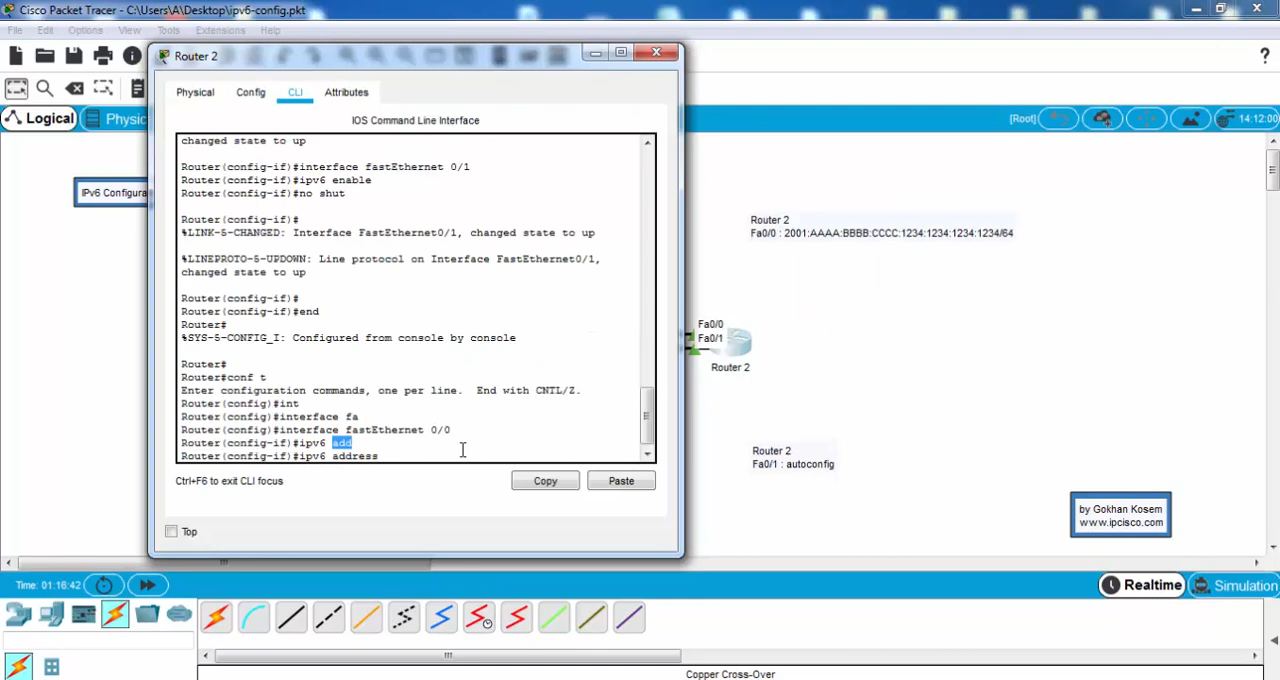 Cisco Packet Tracer - C:\Users\A\Desktop\ipv6-config.pkt
File Edit Options View Tools Extensions Help
Router 2
Physical Config CLI Attributes
Logical
[Root]
14:12:00
IOS Command Line Interface
changed state to up
Router(config-if)#interface fastEthernet 0/1
Router(config-if)#ipv6 enable
Router(config-if)#no shut
Router(config-if)#
%LINK-5-CHANGED: Interface FastEthernet0/1, changed state to up
%LINEPROTO-5-UPDOWN: Line protocol on Interface FastEthernet0/1,
changed state to up
Router(config-if)#
Router(config-if)#end
Router#
%SYS-5-CONFIG_I: Configured from console by console
Router#
Router#conf t
Enter configuration commands, one per line.  End with CNTL/Z.
Router(config)#int
Router(config)#interface fa
Router(config)#interface fastEthernet 0/0
Router(config-if)#ipv6 add
Router(config-if)#ipv6 address
Ctrl+F6 to exit CLI focus
Copy
Paste
Top
Router 2
Fa0/0 : 2001:AAAA:BBBB:CCCC:1234:1234:1234:1234/64
Fa0/0
Fa0/1
Router 2
Router 2
Fa0/1 : autoconfig
by Gokhan Kosem
www.ipcisco.com
Time: 01:16:42
Realtime
Simulation
Copper Cross-Over